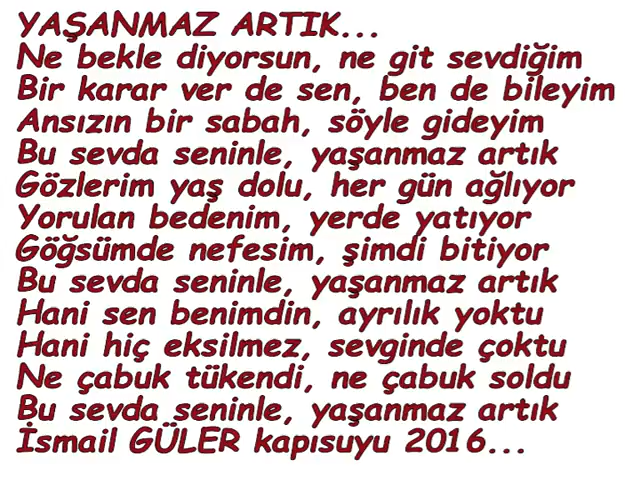 YAŞANMAZ ARTIK...
Ne bekle diyorsun, ne git sevdiğim
Bir karar ver de sen, ben de bileyim
Ansızın bir sabah, söyle gideyim
Bu sevda seninle, yaşanmaz artık
Gözlerim yaş dolu, her gün ağlıyor
Yorulan bedenim, yerde yatıyor
Göğsümde nefesim, şimdi bitiyor
Bu sevda seninle, yaşanmaz artık
Hani sen benimdin, ayrılık yoktu
Hani hiç eksilmez, sevginde çoktu
Ne çabuk tükendi, ne çabuk soldu
Bu sevda seninle, yaşanmaz artık
İsmail GÜLER kapısuyu 2016...